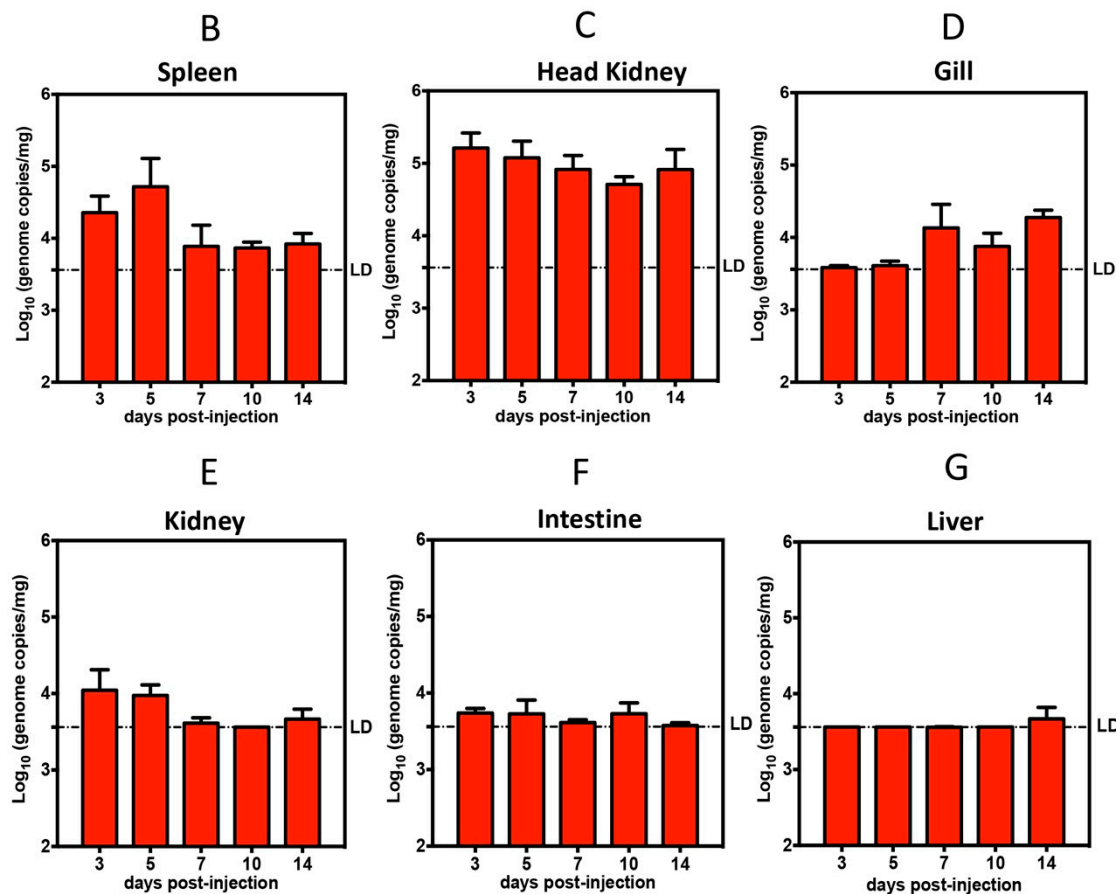 B
Spleen
Log10 (genome copies/mg)
6
5
4
3
2
LD
3 5 7 10 14
days post-injection
C
Head Kidney
Log10 (genome copies/mg)
6
5
4
3
2
LD
3 5 7 10 14
days post-injection
D
Gill
Log10 (genome copies/mg)
6
5
4
3
2
LD
3 5 7 10 14
days post-injection
E
Kidney
Log10 (genome copies/mg)
6
5
4
3
2
LD
3 5 7 10 14
days post-injection
F
Intestine
Log10 (genome copies/mg)
6
5
4
3
2
LD
3 5 7 10 14
days post-injection
G
Liver
Log10 (genome copies/mg)
6
5
4
3
2
LD
3 5 7 10 14
days post-injection